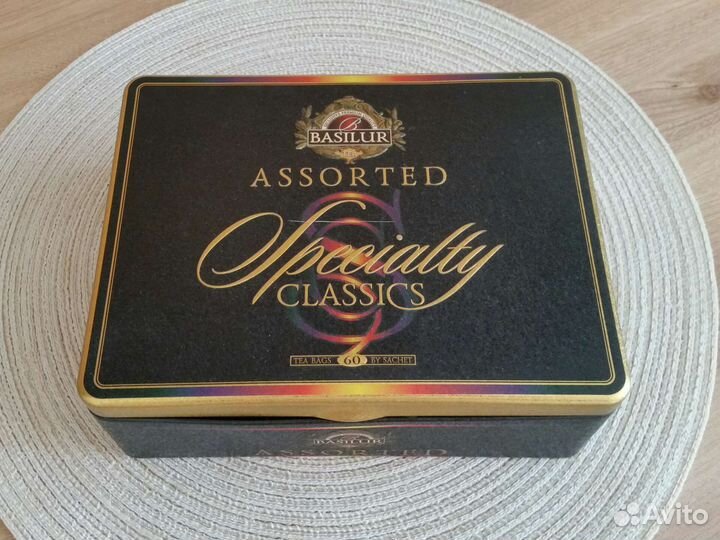 BASILUR
ASSORTED
Specialty
CLASSICS
TEA BAGS 60 BY SACHET
BASILUR
ASSORTED
Avito